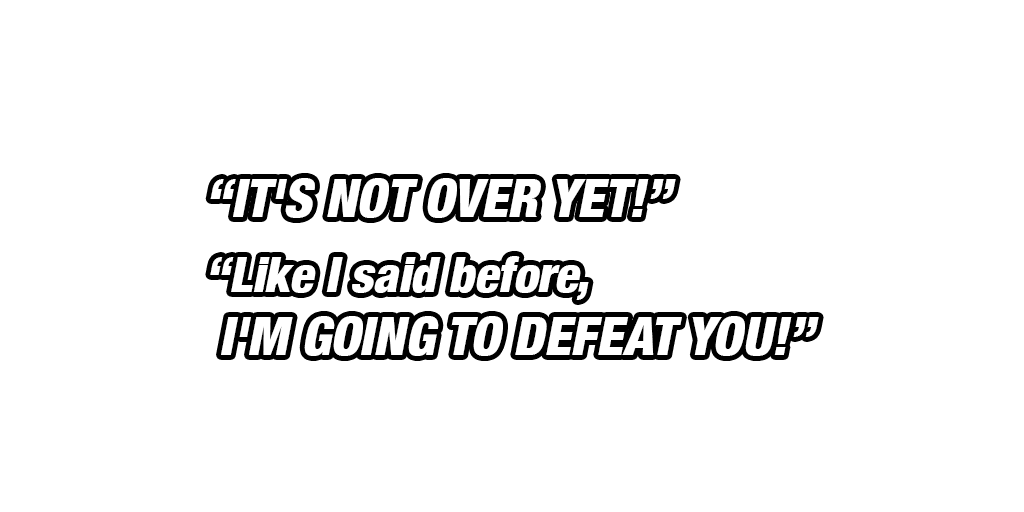 “IT'S NOT OVER YET!”
“Like I said before,
I'M GOING TO DEFEAT YOU!”